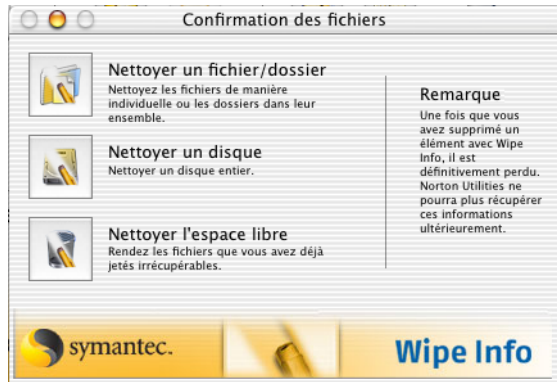 Confirmation des fichiers
Nettoyer un fichier/dossier
Nettoyez les fichiers de manière
individuelle ou les dossiers dans leur
ensemble.
Nettoyer un disque
Nettoyer un disque entier.
Nettoyer l'espace libre
Rendez les fichiers que vous avez déjà
jetés irrécupérables.
Remarque
Une fois que vous
avez supprimé un
élément avec Wipe
Info, il est
définitivement perdu.
Norton Utilities ne
pourra plus récupérer
ces informations
ultérieurement.
symantec.
Wipe Info